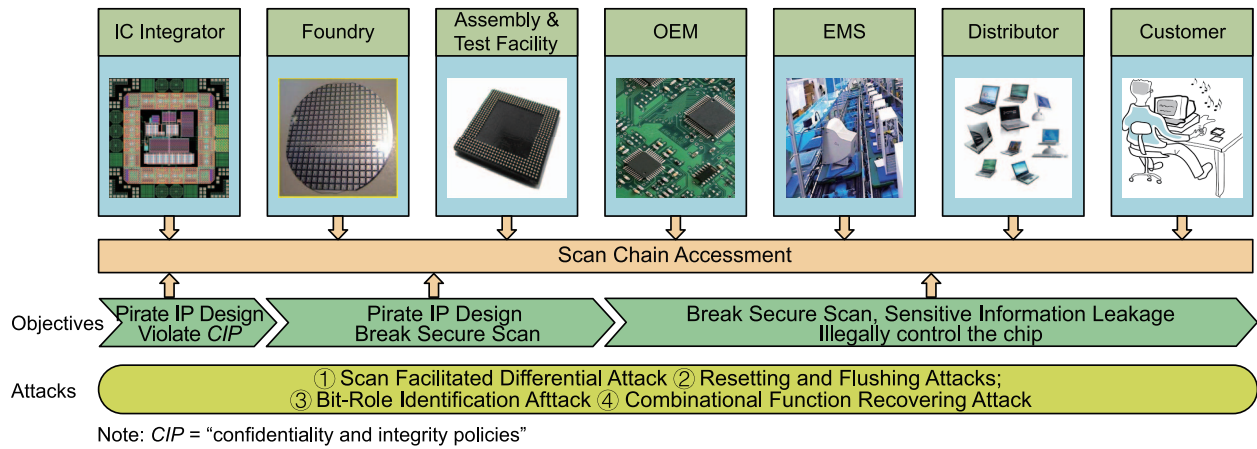 IC Integrator
Foundry
Assembly &
Test Facility
OEM
EMS
Distributor
Customer
Scan Chain Accessment
Objectives
Pirate IP Design
Violate CIP
Pirate IP Design
Break Secure Scan
Break Secure Scan, Sensitive Information Leakage
Illegally control the chip
Attacks
① Scan Facilitated Differential Attack ② Resetting and Flushing Attacks;
③ Bit-Role Identification Afttack ④ Combinational Function Recovering Attack
Note: CIP = “confidentiality and integrity policies”